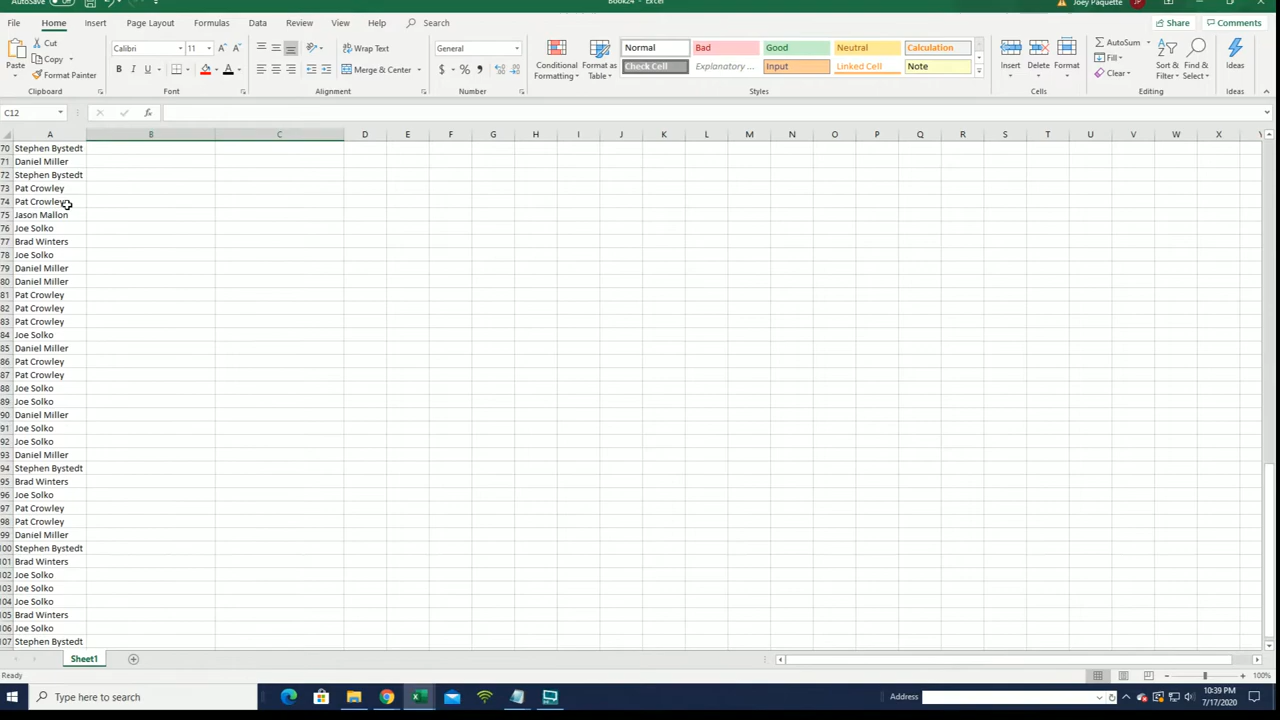 AutoSave Off Book24 - Excel Joey Paquette JP
File Home Insert Page Layout Formulas Data Review View Help Search Share Comments
Paste Cut Copy Format Painter Clipboard
Calibri 11 A A B I U A Font
Wrap Text Merge & Center Alignment
General $ % Number
Conditional Formatting Format as Table
Normal Bad Good Neutral Calculation
Check Cell Explanatory ... Input Linked Cell Note
Styles
Insert Delete Format Cells
AutoSum Fill Clear Sort & Filter Find & Select Editing
Ideas Ideas
C12 fx
A B C D E F G H I J K L M N O P Q R S T U V W X
70 Stephen Bystedt
71 Daniel Miller
72 Stephen Bystedt
73 Pat Crowley
74 Pat Crowley
75 Jason Mallon
76 Joe Solko
77 Brad Winters
78 Joe Solko
79 Daniel Miller
80 Daniel Miller
81 Pat Crowley
82 Pat Crowley
83 Pat Crowley
84 Joe Solko
85 Daniel Miller
86 Pat Crowley
87 Pat Crowley
88 Joe Solko
89 Joe Solko
90 Daniel Miller
91 Joe Solko
92 Joe Solko
93 Daniel Miller
94 Stephen Bystedt
95 Brad Winters
96 Joe Solko
97 Pat Crowley
98 Pat Crowley
99 Daniel Miller
100 Stephen Bystedt
101 Brad Winters
102 Joe Solko
103 Joe Solko
104 Joe Solko
105 Brad Winters
106 Joe Solko
107 Stephen Bystedt
Sheet1
Ready 100%
Type here to search Address 10:39 PM
7/17/2020